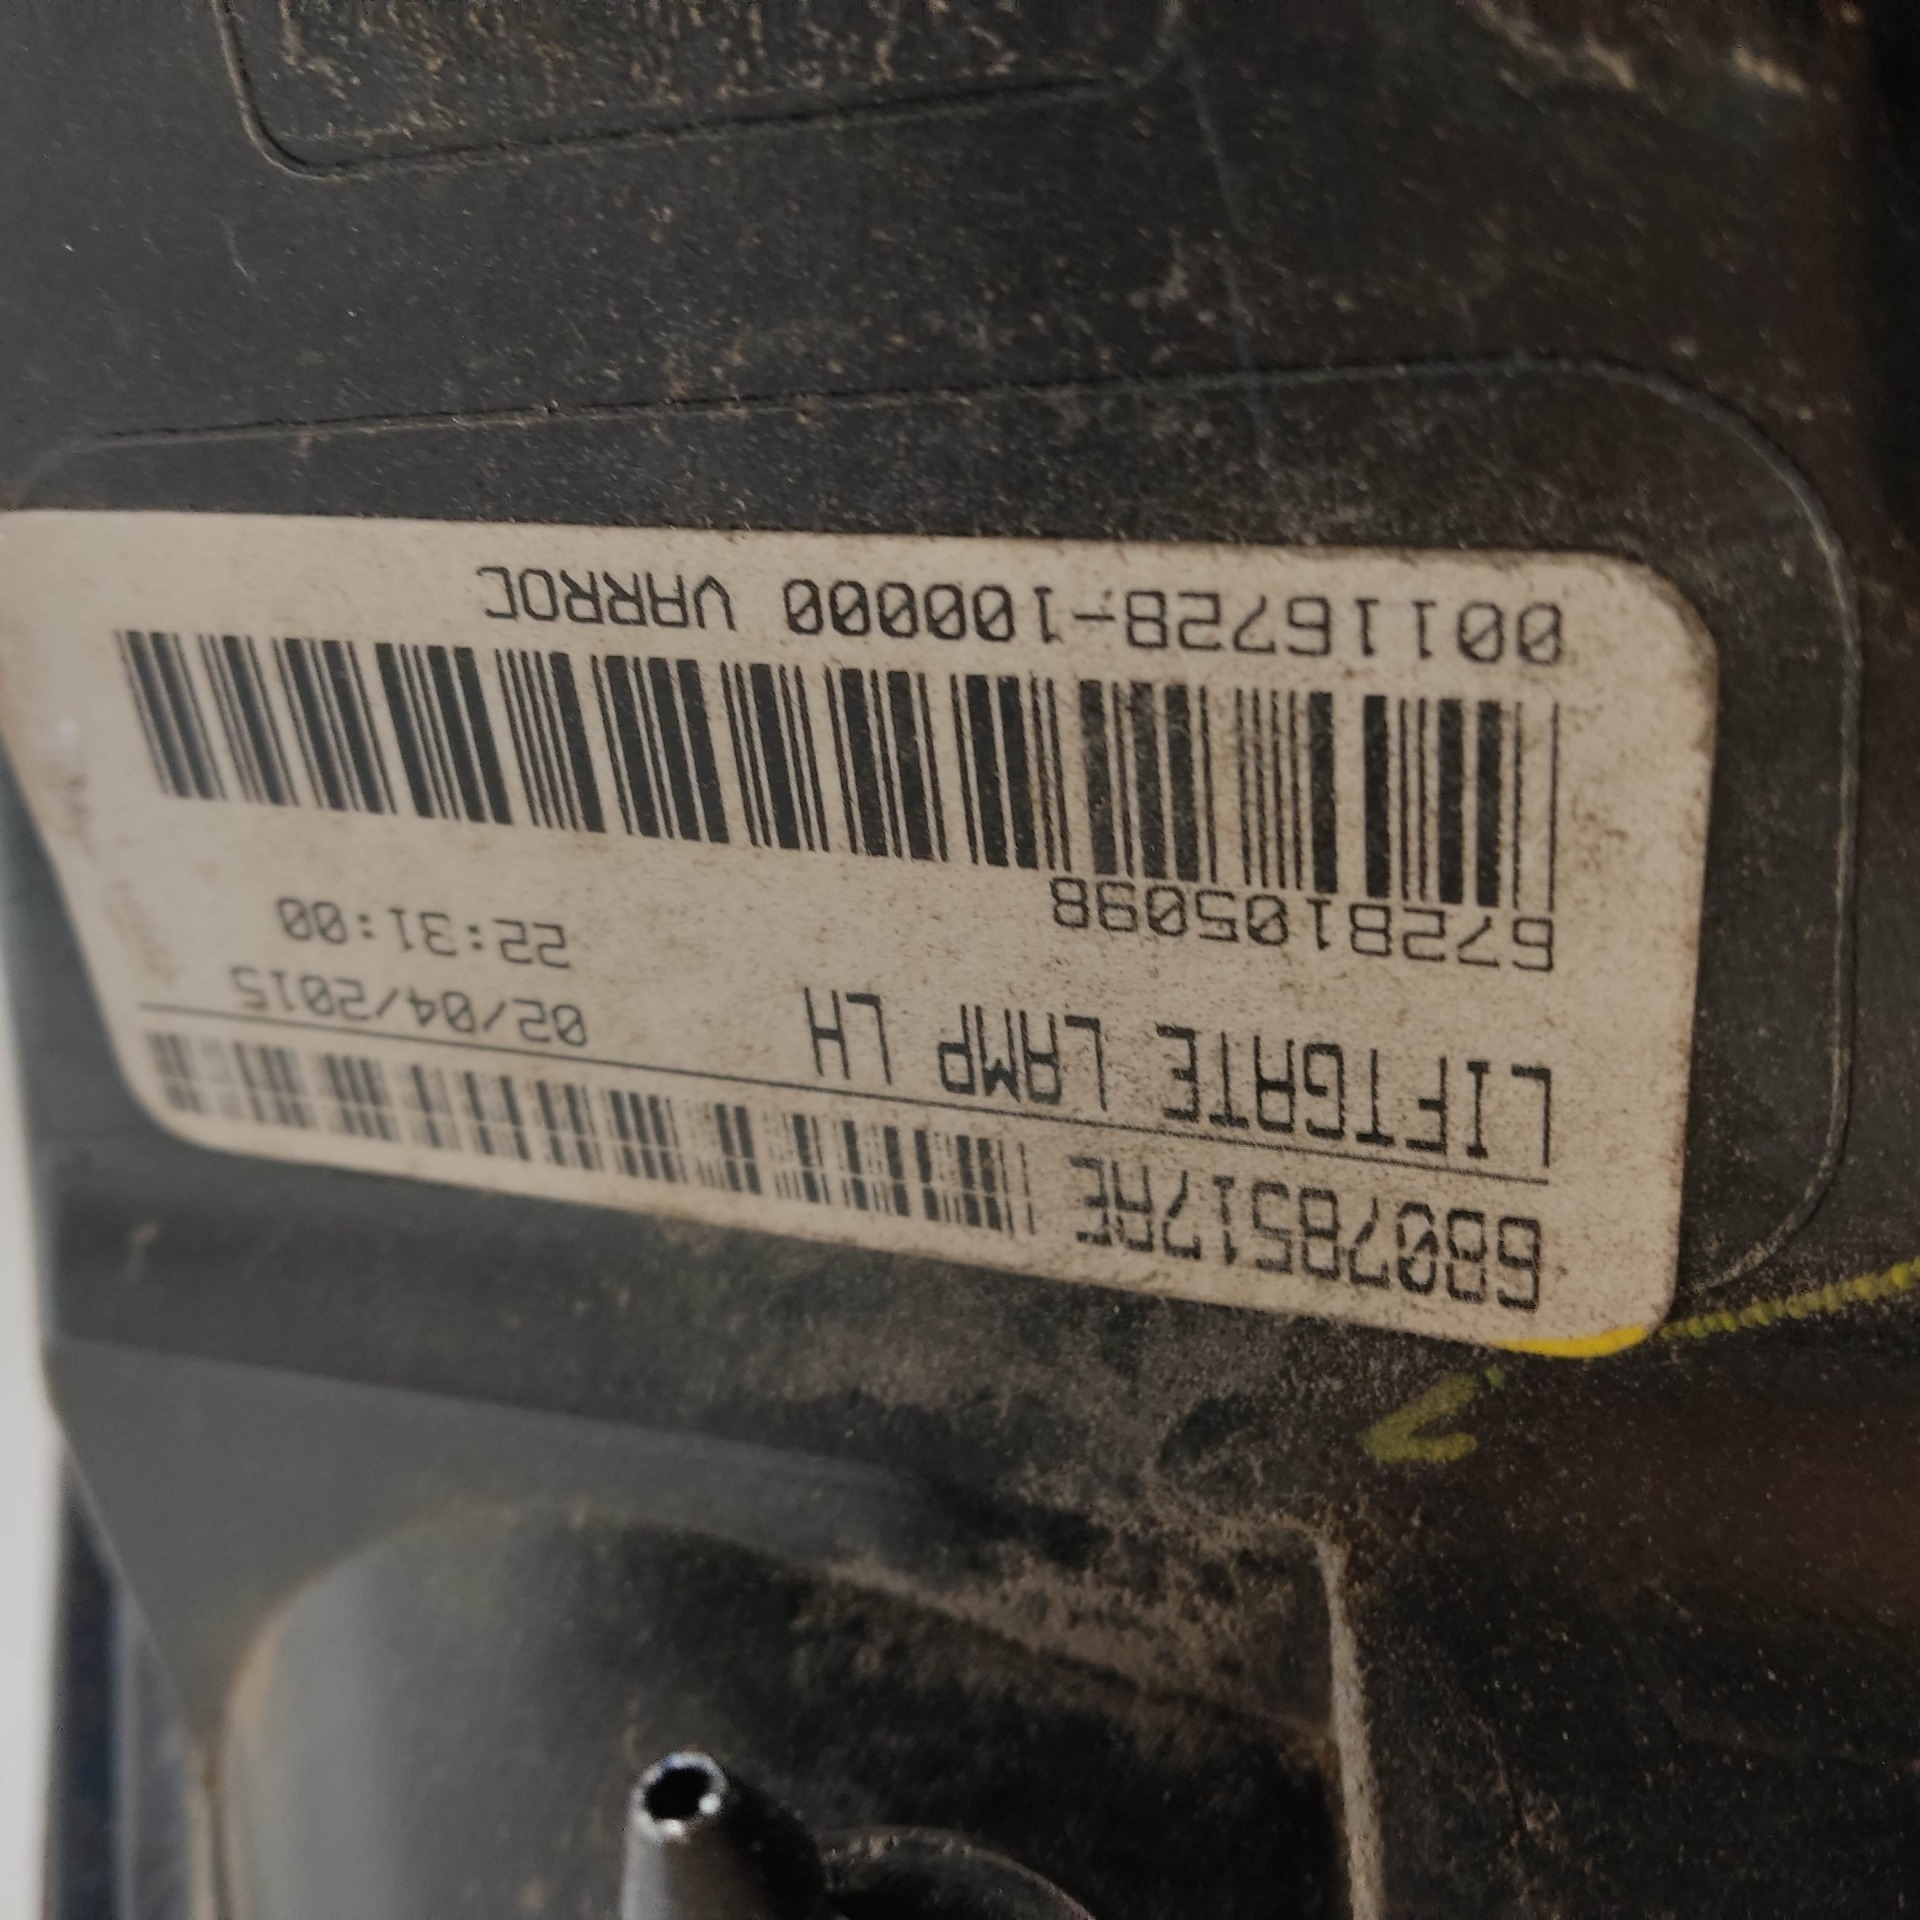 68078517AE
LIFTGATE LAMP LH 02/04/2015
6728105098 22:31:00
00116728-100000 VARROC